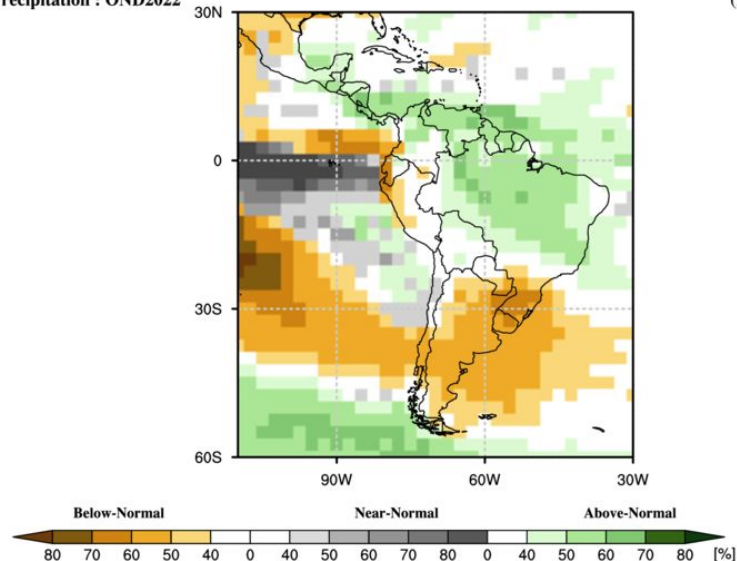 recipitation : OND2022 (
30N
0
30S
60S
90W 60W 30W
Below-Normal Near-Normal Above-Normal
80 70 60 50 40 0 40 50 60 70 80 0 40 50 60 70 80 [%]